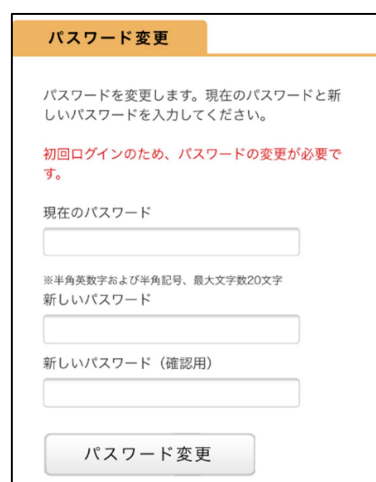 パスワード変更
パスワードを変更します。現在のパスワードと新
しいパスワードを入力してください。
初回ログインのため、パスワードの変更が必要で
す。
現在のパスワード
※半角英数字および半角記号、最大文字数20文字
新しいパスワード
新しいパスワード（確認用）
パスワード変更